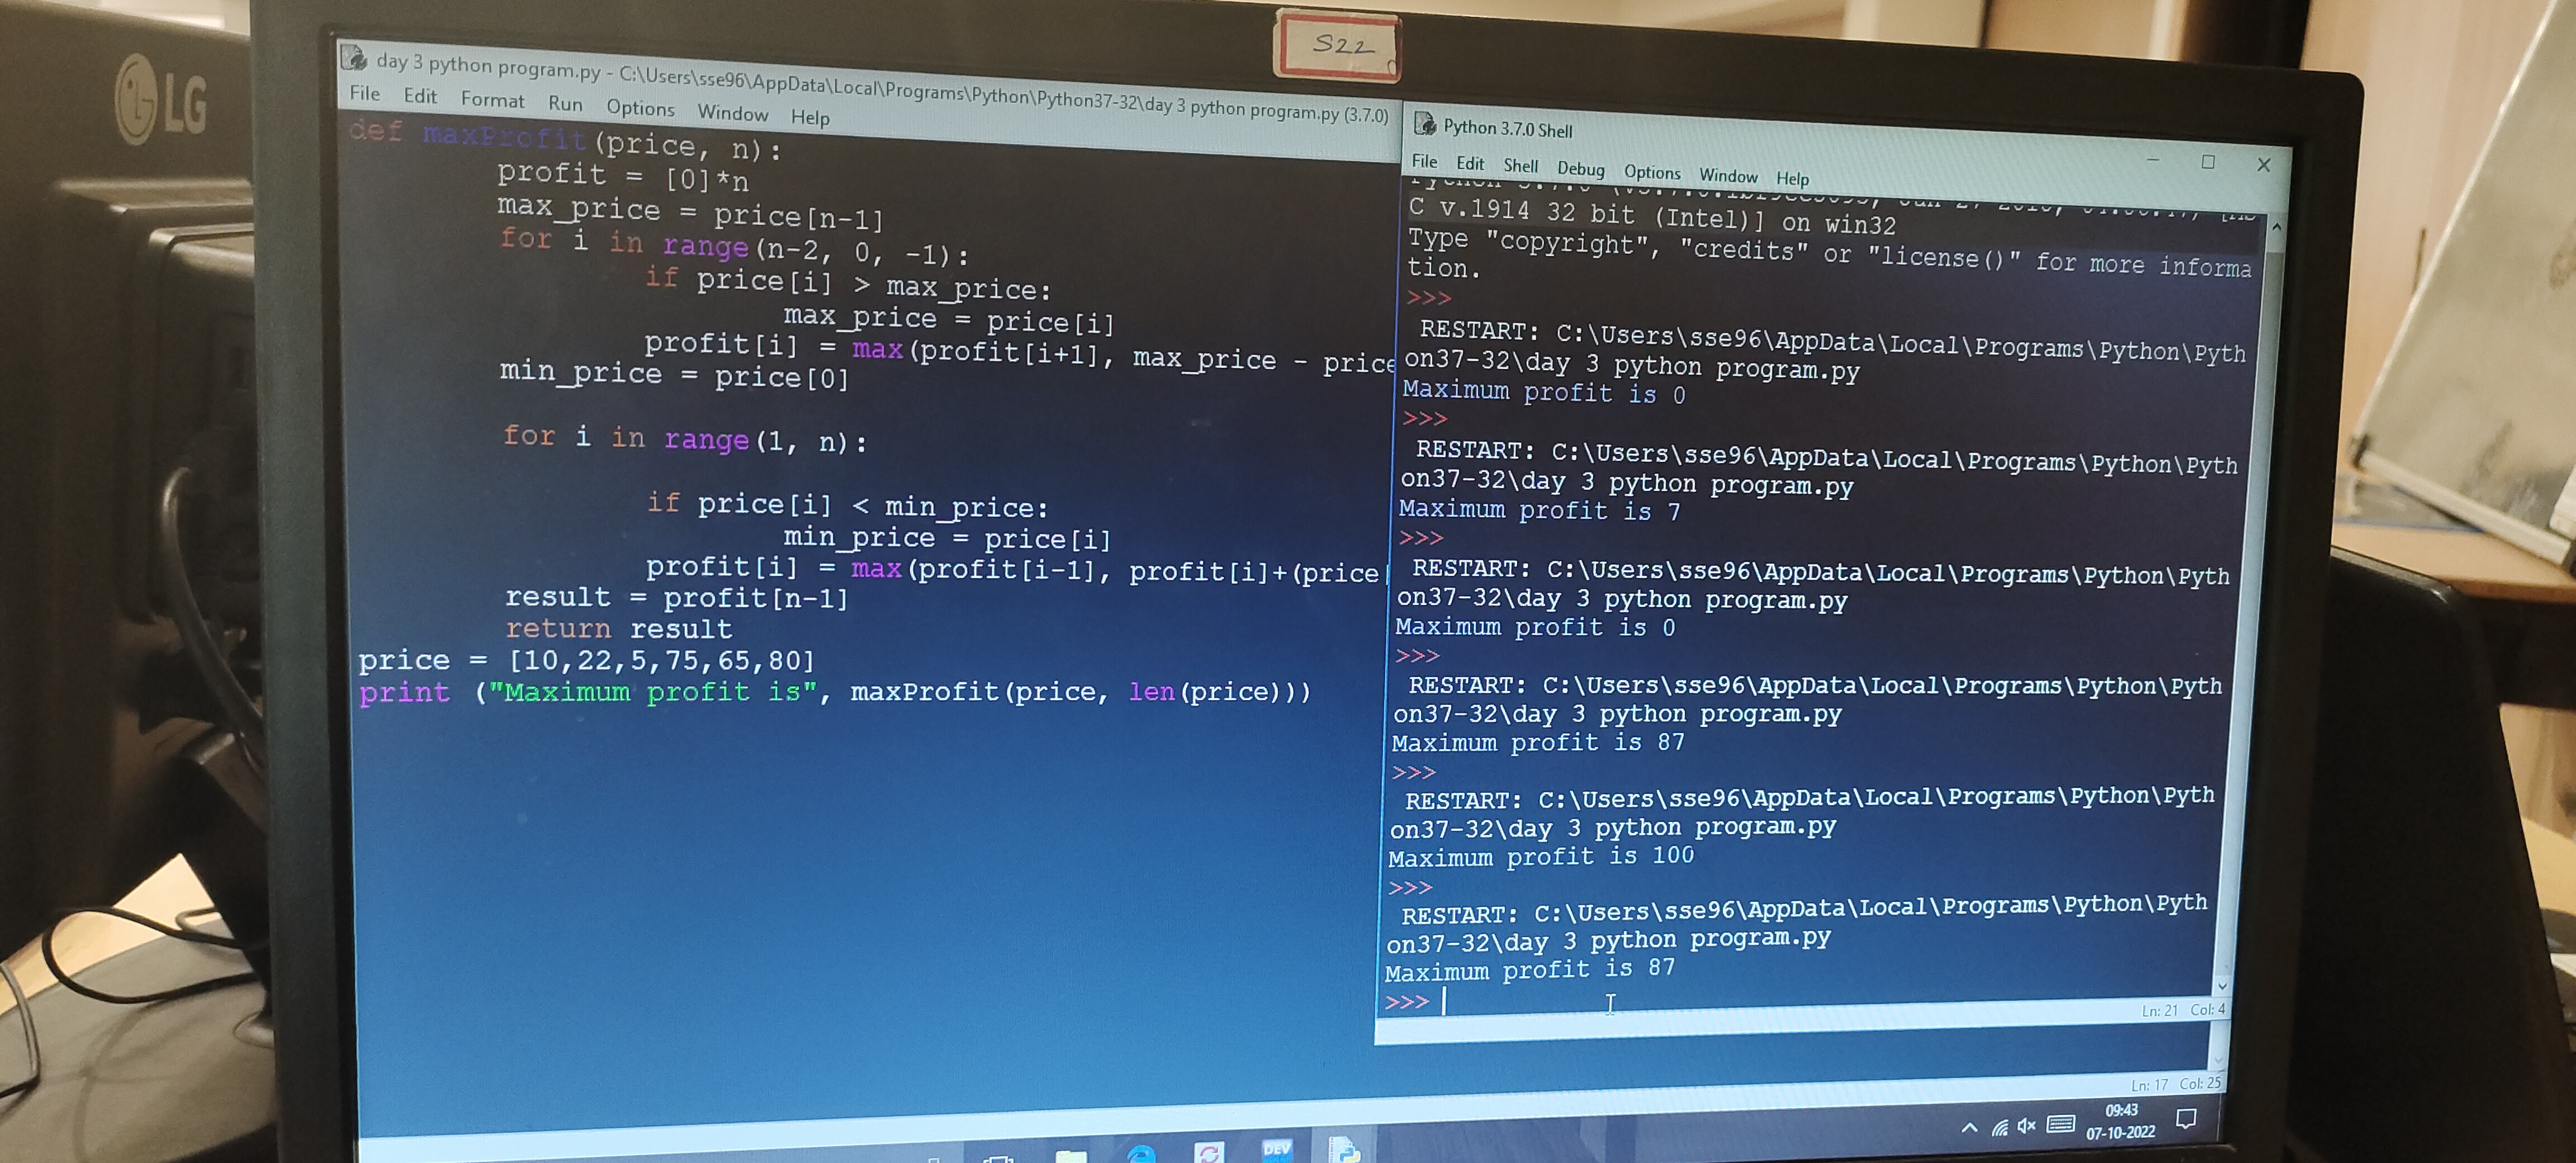 S22
LG
day 3 python program.py - C:\Users\sse96\AppData\Local\Programs\Python\Python37-32\day 3 python program.py (3.7.0)
File Edit Format Run Options Window Help
def maxProfit(price, n):
profit = [0]*n
max_price = price[n-1]
for i in range(n-2, 0, -1):
if price[i] > max_price:
max_price = price[i]
profit[i] = max(profit[i+1], max_price - price
min_price = price[0]
for i in range(1, n):
if price[i] < min_price:
min_price = price[i]
profit[i] = max(profit[i-1], profit[i]+(price
result = profit[n-1]
return result
price = [10,22,5,75,65,80]
print ("Maximum profit is", maxProfit(price, len(price)))
Python 3.7.0 Shell
File Edit Shell Debug Options Window Help
C v.1914 32 bit (Intel)] on win32
Type "copyright", "credits" or "license()" for more informa
tion.
>>>
RESTART: C:\Users\sse96\AppData\Local\Programs\Python\Pyth
on37-32\day 3 python program.py
Maximum profit is 0
>>>
RESTART: C:\Users\sse96\AppData\Local\Programs\Python\Pyth
on37-32\day 3 python program.py
Maximum profit is 7
>>>
RESTART: C:\Users\sse96\AppData\Local\Programs\Python\Pyth
on37-32\day 3 python program.py
Maximum profit is 0
>>>
RESTART: C:\Users\sse96\AppData\Local\Programs\Python\Pyth
on37-32\day 3 python program.py
Maximum profit is 87
>>>
RESTART: C:\Users\sse96\AppData\Local\Programs\Python\Pyth
on37-32\day 3 python program.py
Maximum profit is 100
>>>
RESTART: C:\Users\sse96\AppData\Local\Programs\Python\Pyth
on37-32\day 3 python program.py
Maximum profit is 87
>>>
Ln: 21 Col: 4
Ln: 17 Col: 25
DEV
09:43
07-10-2022